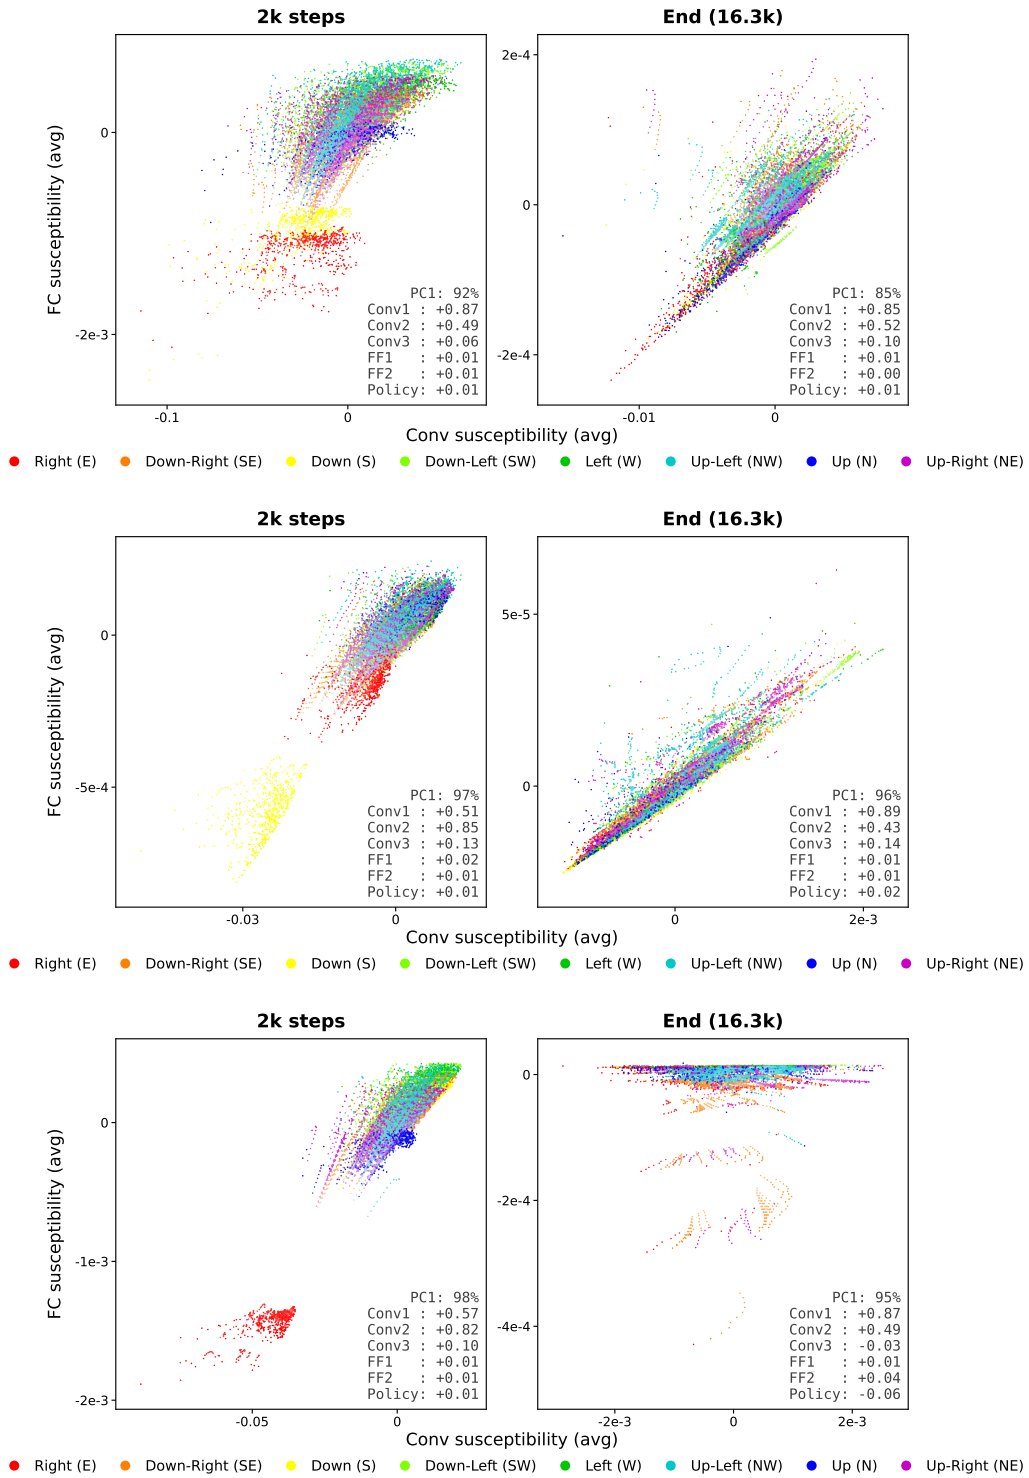 2k steps
End (16.3k)
FC susceptibility (avg)
0
-2e-3
-0.1
0
PC1: 92%
Conv1 : +0.87
Conv2 : +0.49
Conv3 : +0.06
FF1 : +0.01
FF2 : +0.01
Policy: +0.01
2e-4
0
-2e-4
-0.01
0
PC1: 85%
Conv1 : +0.85
Conv2 : +0.52
Conv3 : +0.10
FF1 : +0.01
FF2 : +0.00
Policy: +0.01
Conv susceptibility (avg)
Right (E) Down-Right (SE) Down (S) Down-Left (SW) Left (W) Up-Left (NW) Up (N) Up-Right (NE)
2k steps
End (16.3k)
FC susceptibility (avg)
0
-5e-4
-0.03
0
PC1: 97%
Conv1 : +0.51
Conv2 : +0.85
Conv3 : +0.13
FF1 : +0.02
FF2 : +0.01
Policy: +0.01
5e-5
0
0
2e-3
PC1: 96%
Conv1 : +0.89
Conv2 : +0.43
Conv3 : +0.14
FF1 : +0.01
FF2 : +0.01
Policy: +0.02
Conv susceptibility (avg)
Right (E) Down-Right (SE) Down (S) Down-Left (SW) Left (W) Up-Left (NW) Up (N) Up-Right (NE)
2k steps
End (16.3k)
FC susceptibility (avg)
0
-1e-3
-2e-3
-0.05
0
PC1: 98%
Conv1 : +0.57
Conv2 : +0.82
Conv3 : +0.10
FF1 : +0.01
FF2 : +0.01
Policy: +0.01
0
-2e-4
-4e-4
-2e-3
0
2e-3
PC1: 95%
Conv1 : +0.87
Conv2 : +0.49
Conv3 : -0.03
FF1 : +0.01
FF2 : +0.04
Policy: -0.06
Conv susceptibility (avg)
Right (E) Down-Right (SE) Down (S) Down-Left (SW) Left (W) Up-Left (NW) Up (N) Up-Right (NE)